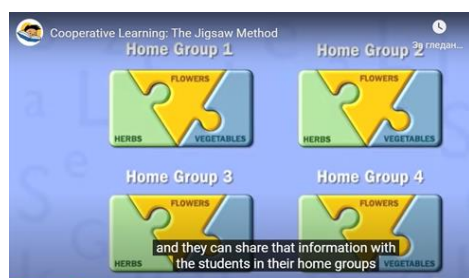 Cooperative Learning: The Jigsaw Method
За гледан...
Home Group 1
Home Group 2
FLOWERS
HERBS
VEGETABLES
FLOWERS
HERBS
VEGETABLES
Home Group 3
Home Group 4
FLOWERS
HERBS
FLOWERS
VEGETABLES
and they can share that information with
the students in their home groups